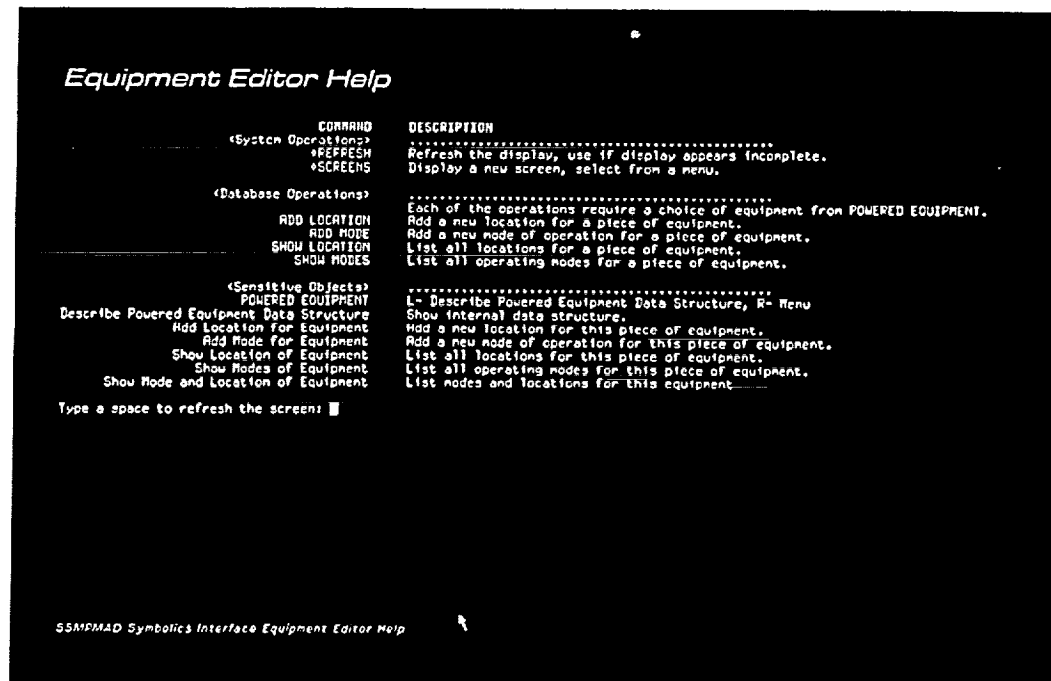 Equipment Editor Help
COMMAND DESCRIPTION
<System Operations> ................................................
♦REFRESH Refresh the display, use if display appears incomplete.
♦SCREENS Display a new screen, select from a menu.
<Database Operations> ................................................
Each of the operations require a choice of equipment from POWERED EQUIPMENT.
ADD LOCATION Add a new location for a piece of equipment.
ADD MODE Add a new mode of operation for a piece of equipment.
SHOW LOCATION List all locations for a piece of equipment.
SHOW MODES List all operating modes for a piece of equipment.
<Sensitive Objects> ................................................
POWERED EQUIPMENT L- Describe Powered Equipment Data Structure, R- Menu
Describe Powered Equipment Data Structure Show internal data structure.
Add Location for Equipment Add a new location for this piece of equipment.
Add Mode for Equipment Add a new mode of operation for this piece of equipment.
Show Location of Equipment List all locations for this piece of equipment.
Show Modes of Equipment List all operating modes for this piece of equipment.
Show Mode and Location of Equipment List modes and locations for this equipment
Type a space to refresh the screen:
SSMPMAD Symbolics Interface Equipment Editor Help